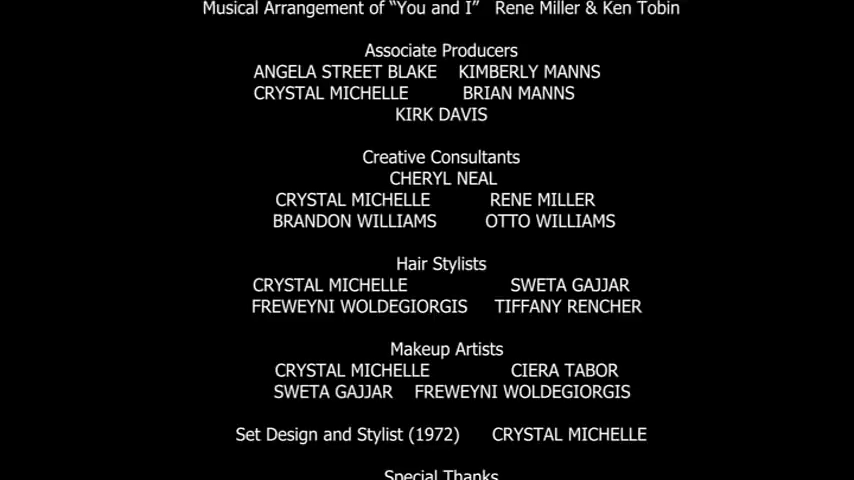 Musical Arrangement of “You and I” Rene Miller & Ken Tobin
Associate Producers
ANGELA STREET BLAKE KIMBERLY MANNS
CRYSTAL MICHELLE BRIAN MANNS
KIRK DAVIS
Creative Consultants
CHERYL NEAL
CRYSTAL MICHELLE RENE MILLER
BRANDON WILLIAMS OTTO WILLIAMS
Hair Stylists
CRYSTAL MICHELLE SWETA GAJJAR
FREWEYNI WOLDEGIORGIS TIFFANY RENCHER
Makeup Artists
CRYSTAL MICHELLE CIERA TABOR
SWETA GAJJAR FREWEYNI WOLDEGIORGIS
Set Design and Stylist (1972) CRYSTAL MICHELLE
Special Thanks